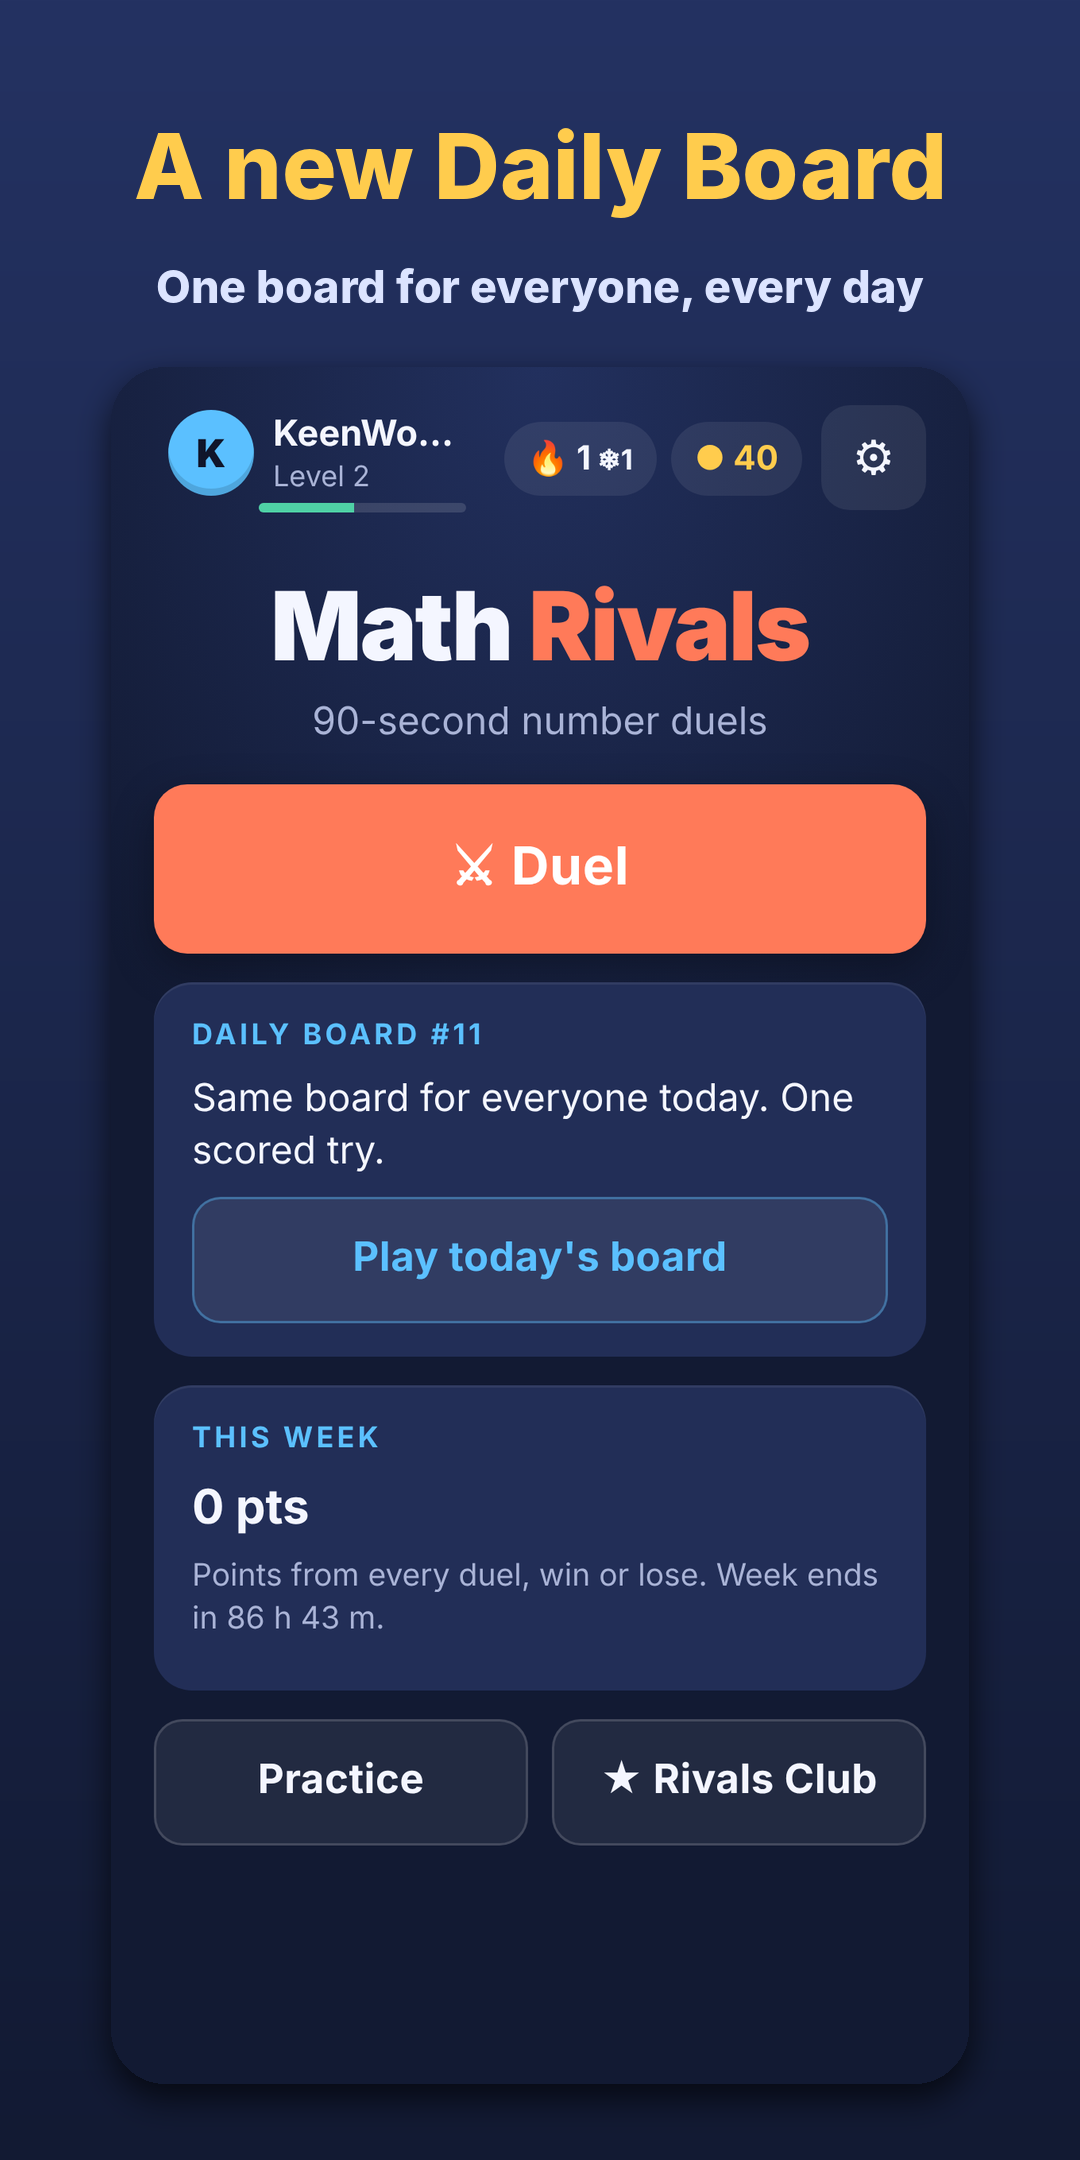 A new Daily Board
One board for everyone, every day
K
KeenWo...
Level 2
🔥 1 ❄1
40
⚙
Math Rivals
90-second number duels
⚔ Duel
DAILY BOARD #11
Same board for everyone today. One
scored try.
Play today's board
THIS WEEK
0 pts
Points from every duel, win or lose. Week ends
in 86 h 43 m.
Practice
★ Rivals Club